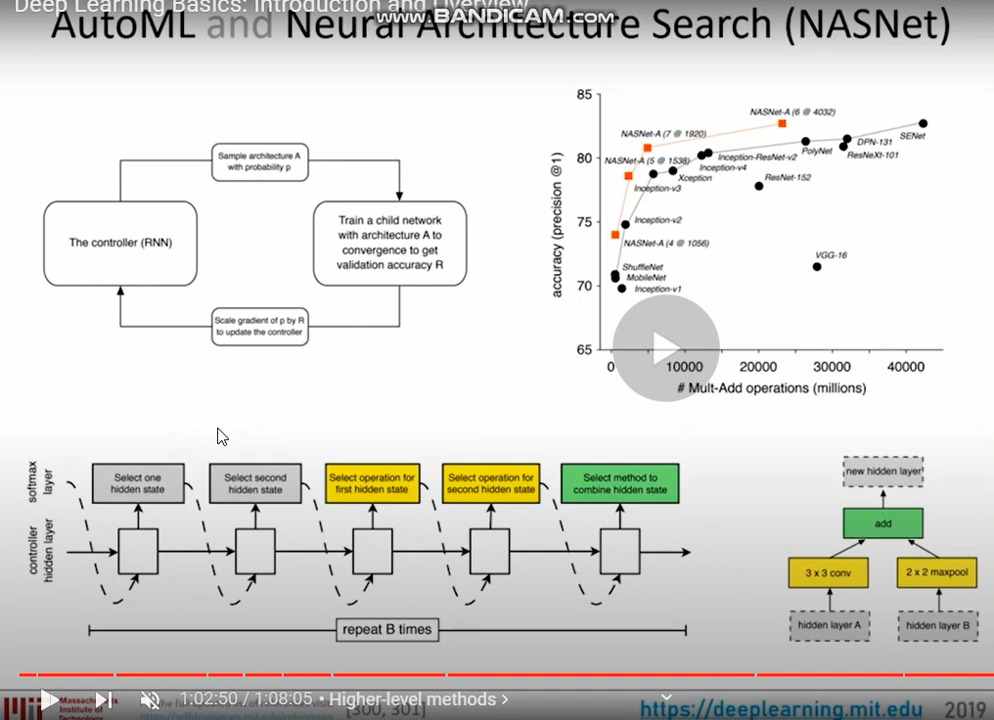 Deep Learning Basics: Introduction and Overview
www.BANDICAM.com
AutoML and Neural Architecture Search (NASNet)
Sample architecture A
with probability p
The controller (RNN)
Train a child network
with architecture A to
convergence to get
validation accuracy R
Scale gradient of p by R
to update the controller
accuracy (precision @1)
85
80
75
70
65
NASNet-A (6 @ 4032)
NASNet-A (7 @ 1920)
SENet
DPN-131
PolyNet
ResNeXt-101
Inception-ResNet-v2
NASNet-A (5 @ 1538)
Inception-v4
Xception
ResNet-152
Inception-v3
Inception-v2
NASNet-A (4 @ 1056)
VGG-16
ShuffleNet
MobileNet
Inception-v1
0 10000 20000 30000 40000
# Mult-Add operations (millions)
softmax
layer
controller
hidden layer
Select one
hidden state
Select second
hidden state
Select operation for
first hidden state
Select operation for
second hidden state
Select method to
combine hidden state
repeat B times
new hidden layer
add
3 x 3 conv
2 x 2 maxpool
hidden layer A
hidden layer B
1:02:50 / 1:08:05 • Higher-level methods
Massachusetts
Institute of
Technology
[300, 301]
https://deeplearning.mit.edu 2019